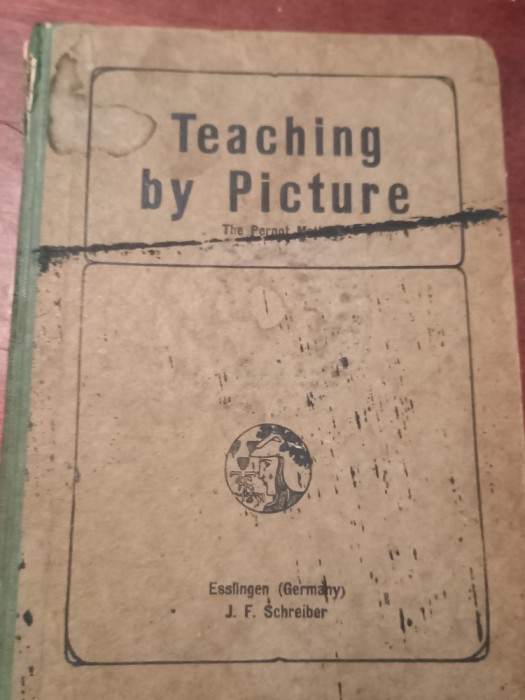 Teaching
by Picture
The Pernot
Esslingen (Germany)
J. F. Schreiber